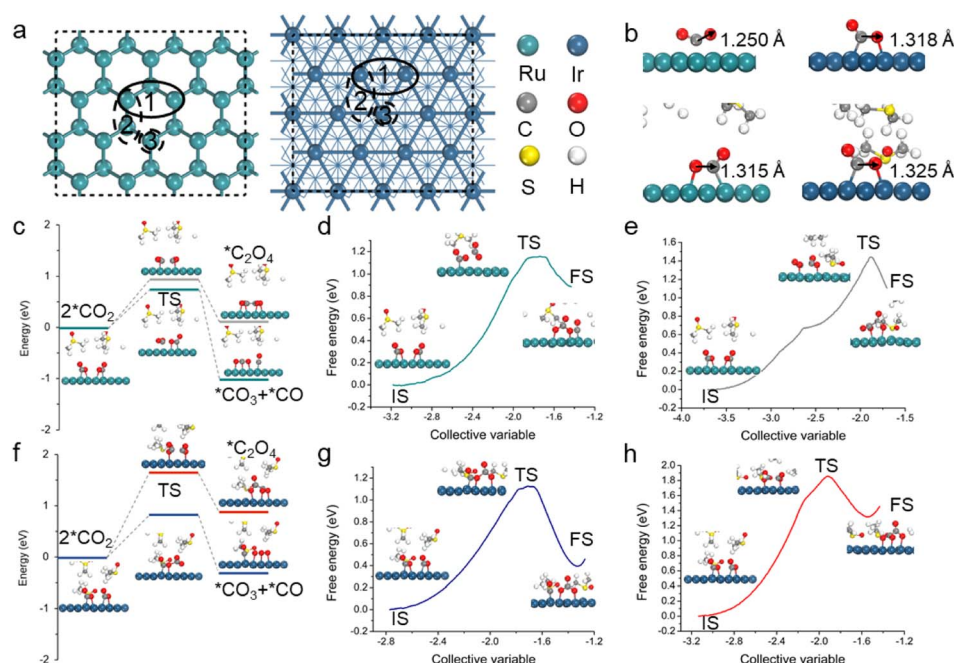 a
1
2
3
1
2
3
Ru Ir
C O
S H
b
1.250 Å
1.318 Å
1.315 Å
1.325 Å
c
Energy (eV)
2
1
0
-1
-2
2*CO₂
TS
*C₂O₄
*CO₃+*CO
d
Free energy (eV)
1.4
1.2
1.0
0.8
0.6
0.4
0.2
0.0
-0.2
IS
TS
FS
-3.2 -2.8 -2.4 -2.0 -1.6 -1.2
Collective variable
e
Free energy (eV)
1.6
1.4
1.2
1.0
0.8
0.6
0.4
0.2
0.0
-0.2
IS
TS
FS
-4.0 -3.5 -3.0 -2.5 -2.0 -1.5
Collective variable
f
Energy (eV)
2
1
0
-1
-2
2*CO₂
TS
*C₂O₄
*CO₃+*CO
g
Free energy (eV)
1.4
1.2
1.0
0.8
0.6
0.4
0.2
0.0
-0.2
IS
TS
FS
-2.8 -2.4 -2.0 -1.6 -1.2
Collective variable
h
Free energy (eV)
2.0
1.8
1.6
1.4
1.2
1.0
0.8
0.6
0.4
0.2
0.0
-0.2
IS
TS
FS
-3.3 -3.0 -2.7 -2.4 -2.1 -1.8 -1.5 -1.2
Collective variable